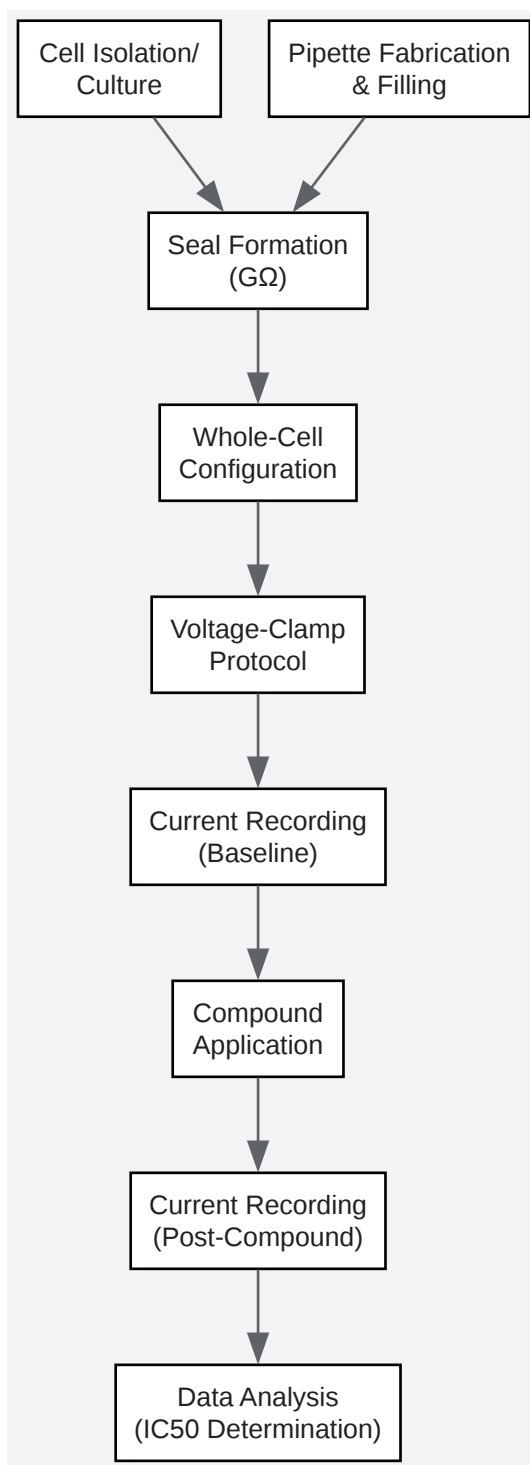 Cell Isolation/
Culture
Pipette Fabrication
& Filling
Seal Formation
(GΩ)
Whole-Cell
Configuration
Voltage-Clamp
Protocol
Current Recording
(Baseline)
Compound
Application
Current Recording
(Post-Compound)
Data Analysis
(IC50 Determination)